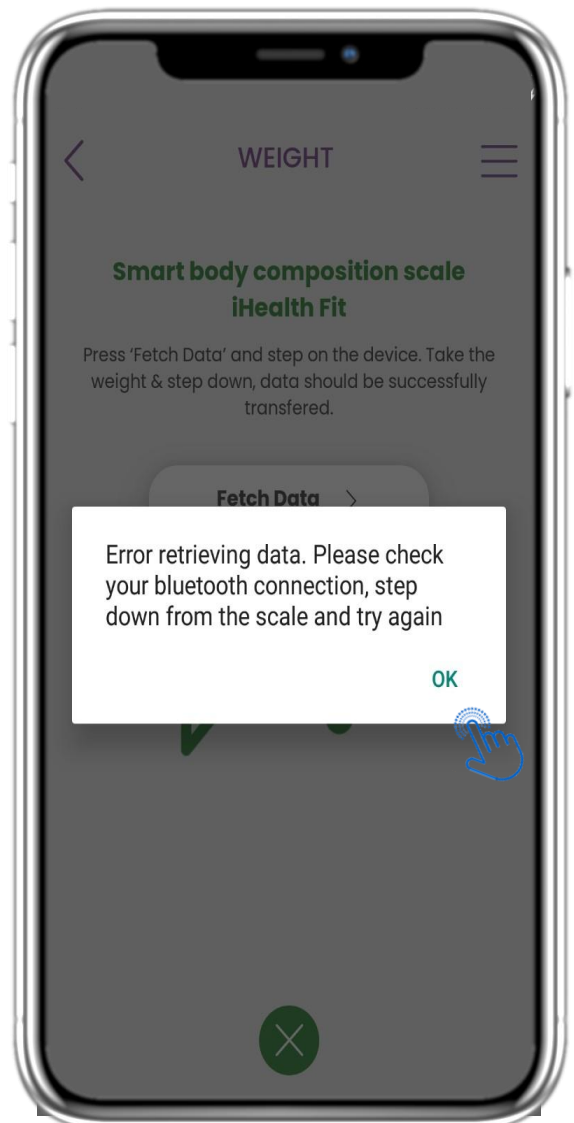 WEIGHT
Smart body composition scale
iHealth Fit
Press ‘Fetch Data’ and step on the device. Take the
weight & step down, data should be successfully
transfered.
Fetch Data
Error retrieving data. Please check
your bluetooth connection, step
down from the scale and try again
OK